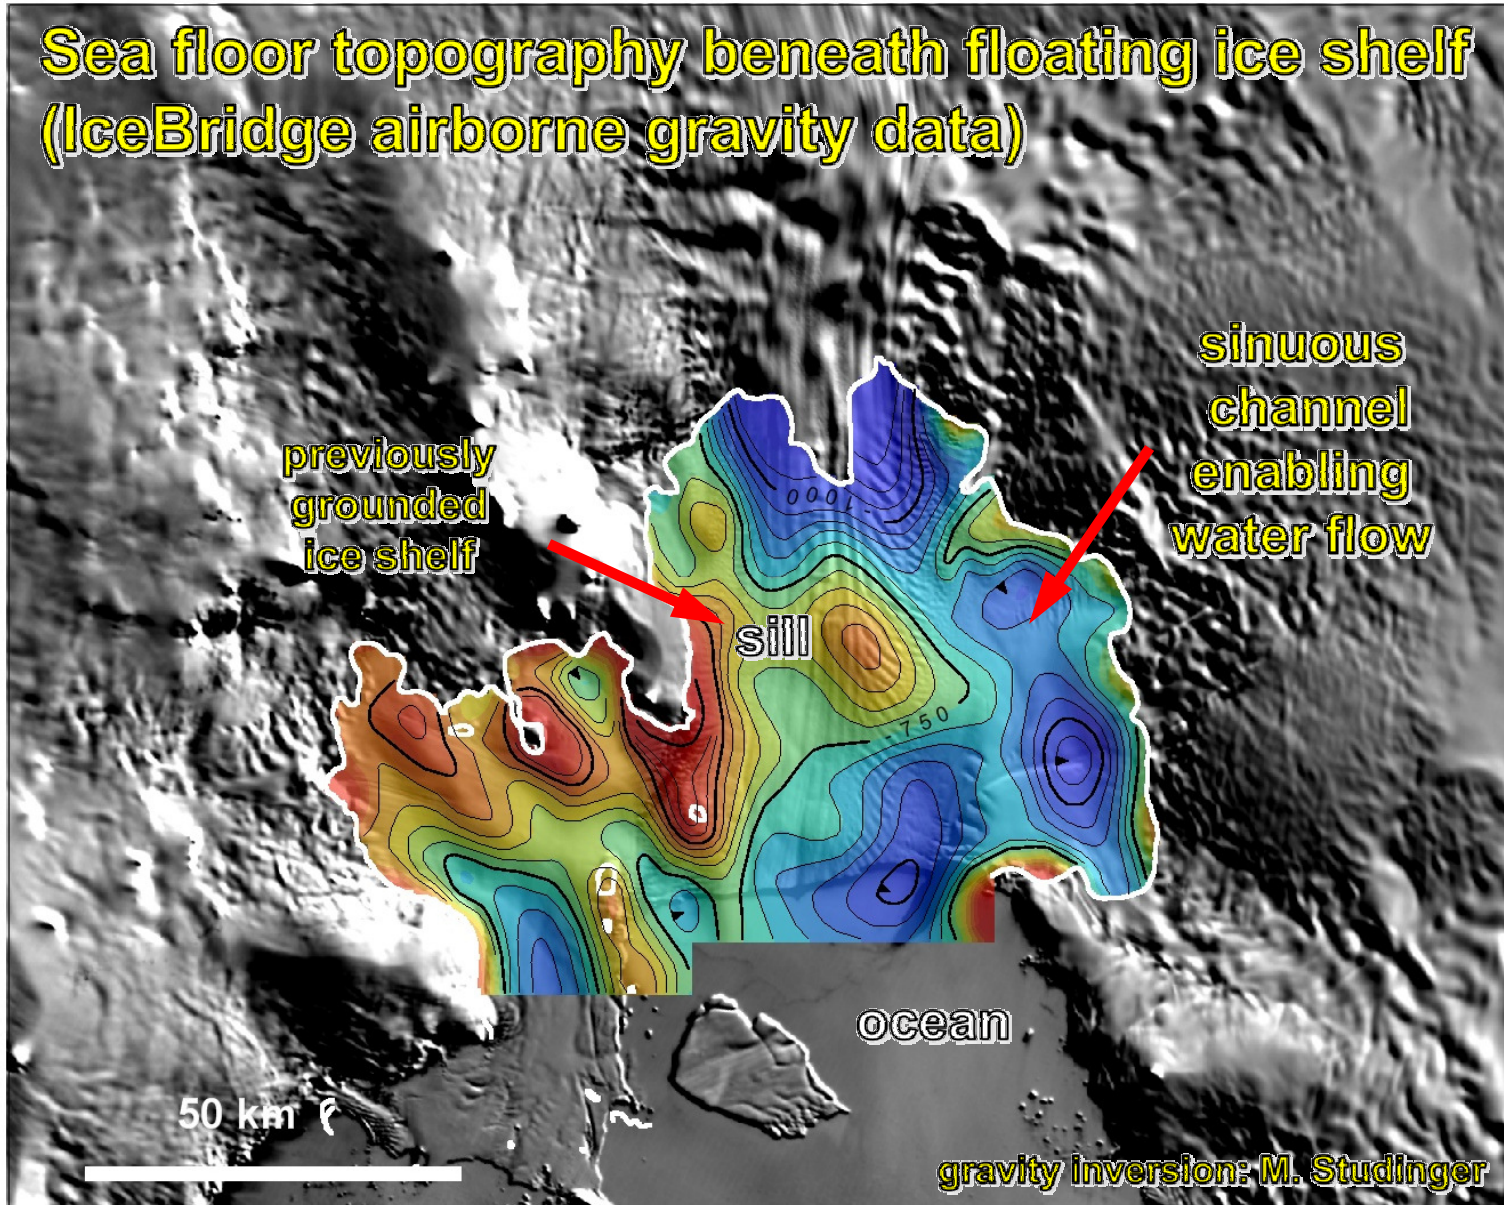 Sea floor topography beneath floating ice shelf
(IceBridge airborne gravity data)
sinuous
channel
enabling
water flow
previously
grounded
ice shelf
-1000
sill
-750
ocean
50 km
gravity inversion: M. Studinger